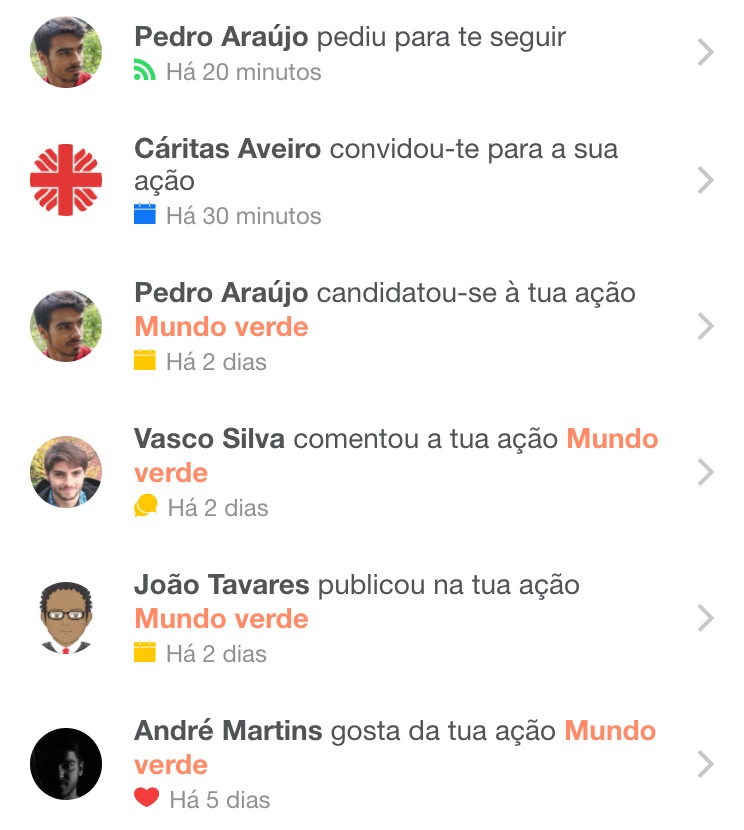 Pedro Araújo pediu para te seguir
Há 20 minutos
Cáritas Aveiro convidou-te para a sua
ação
Há 30 minutos
Pedro Araújo candidatou-se à tua ação
Mundo verde
Há 2 dias
Vasco Silva comentou a tua ação Mundo
verde
Há 2 dias
João Tavares publicou na tua ação
Mundo verde
Há 2 dias
André Martins gosta da tua ação Mundo
verde
Há 5 dias